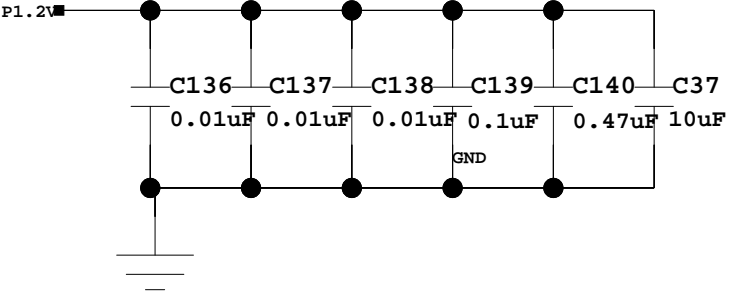 P1.2V
C136 C137 C138 C139 C140 C37
0.01uF 0.01uF 0.01uF 0.1uF 0.47uF 10uF
GND